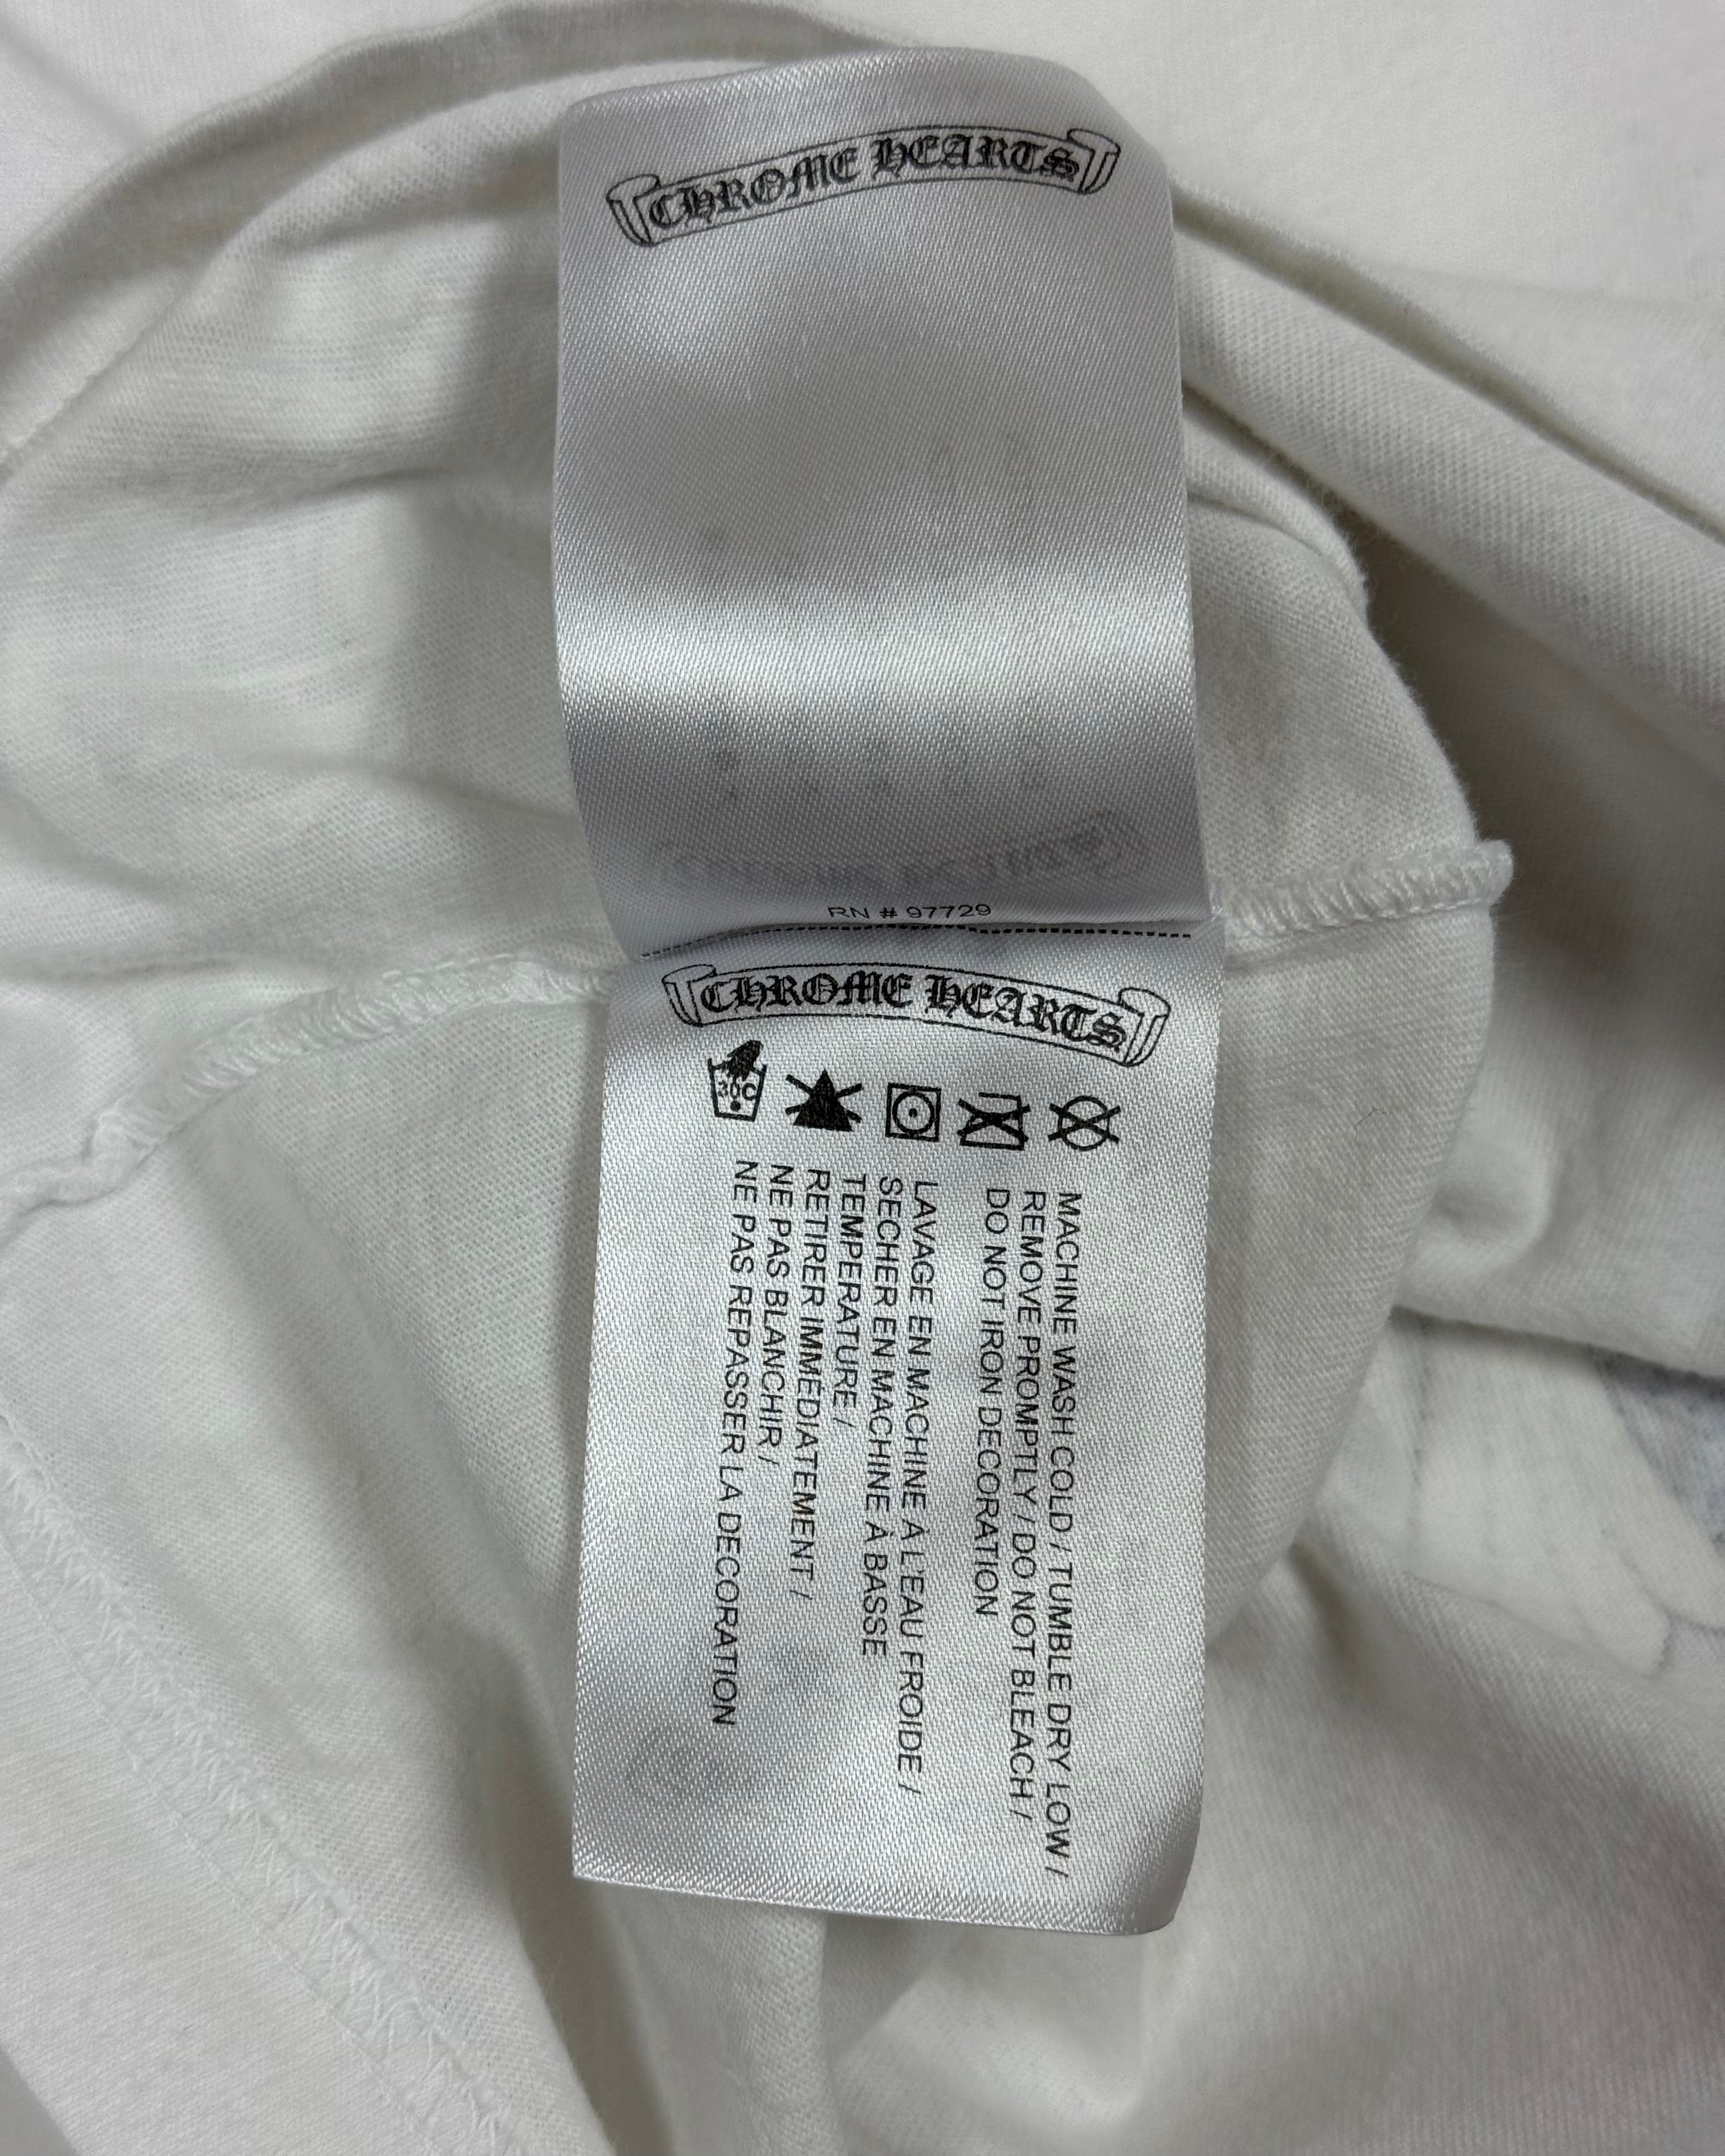 CHROME HEARTS
RN # 97729
CHROME HEARTS
30C
MACHINE WASH COLD / TUMBLE DRY LOW /
REMOVE PROMPTLY / DO NOT BLEACH /
DO NOT IRON DECORATION
LAVAGE EN MACHINE À L'EAU FROIDE /
SECHER EN MACHINE À BASSE
TEMPERATURE /
RETIRER IMMÉDIATEMENT /
NE PAS BLANCHIR /
NE PAS REPASSER LA DECORATION